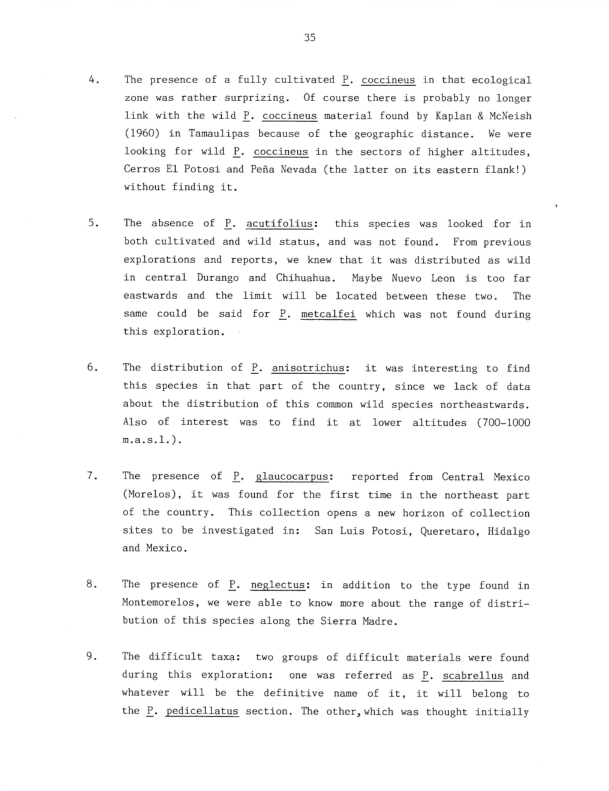 35
4. The presence of a fully cultivated P. coccineus in that ecological
zone was rather surprizing. Of course there is probably no longer
link with the wild P. coccineus material found by Kaplan & McNeish
(1960) in Tamaulipas because of the geographic distance. We were
looking for wild P. coccineus in the sectors of higher altitudes,
Cerros El Potosi and Peña Nevada (the latter on its eastern flank!)
without finding it.
5. The absence of P. acutifolius: this species was looked for in
both cultivated and wild status, and was not found. From previous
explorations and reports, we knew that it was distributed as wild
in central Durango and Chihuahua. Maybe Nuevo Leon is too far
eastwards and the limit will be located between these two. The
same could be said for P. metcalfei which was not found during
this exploration.
6. The distribution of P. anisotrichus: it was interesting to find
this species in that part of the country, since we lack of data
about the distribution of this common wild species northeastwards.
Also of interest was to find it at lower altitudes (700-1000
m.a.s.l.).
7. The presence of P. glaucocarpus: reported from Central Mexico
(Morelos), it was found for the first time in the northeast part
of the country. This collection opens a new horizon of collection
sites to be investigated in: San Luis Potosi, Queretaro, Hidalgo
and Mexico.
8. The presence of P. neglectus: in addition to the type found in
Montemorelos, we were able to know more about the range of distri-
bution of this species along the Sierra Madre.
9. The difficult taxa: two groups of difficult materials were found
during this exploration: one was referred as P. scabrellus and
whatever will be the definitive name of it, it will belong to
the P. pedicellatus section. The other, which was thought initially